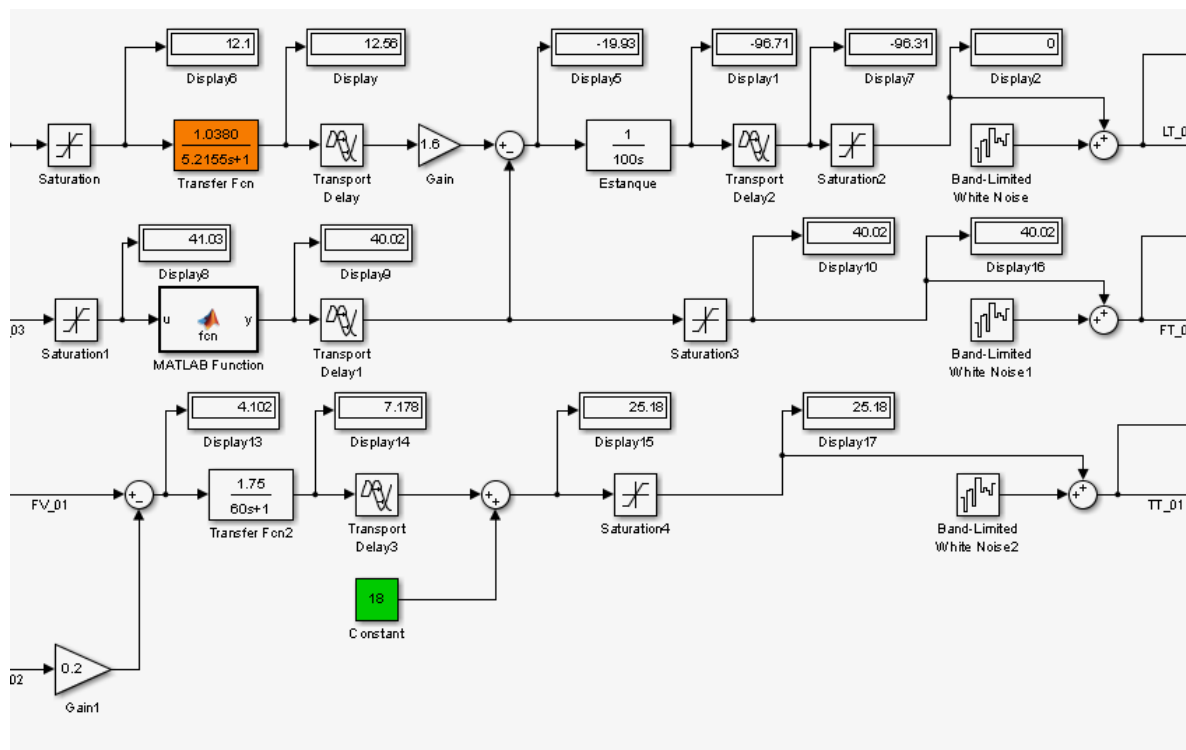 12.1
Display6
12.56
Display
-19.93
Display5
-96.71
Display1
-96.31
Display7
0
Display2
Saturation
1.0380
5.2155s+1
Transfer Fcn
Transport
Delay
1.6
Gain
1
100s
Estanque
Transport
Delay2
Saturation2
Band-Limited
White Noise
LT_0
41.03
Display8
40.02
Display9
40.02
Display10
40.02
Display16
_03
Saturation1
u
fcn
y
MATLAB Function
Transport
Delay1
Saturation3
Band-Limited
White Noise1
FT_0
4.102
Display13
7.178
Display14
25.18
Display15
25.18
Display17
FV_01
1.75
60s+1
Transfer Fcn2
Transport
Delay3
Saturation4
Band-Limited
White Noise2
TT_01
18
Constant
02
0.2
Gain1